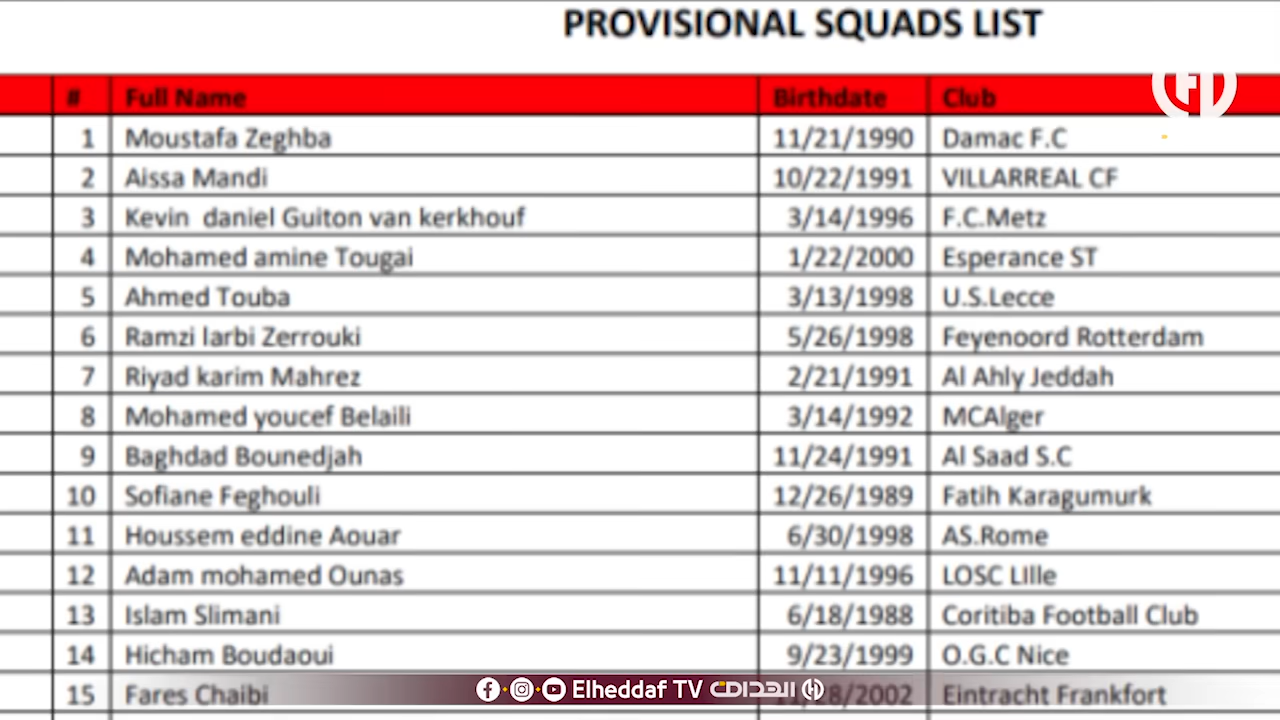 PROVISIONAL SQUADS LIST
# Full Name Birthdate Club
1 Moustafa Zeghba 11/21/1990 Damac F.C
2 Aissa Mandi 10/22/1991 VILLARREAL CF
3 Kevin daniel Guiton van kerkhouf 3/14/1996 F.C.Metz
4 Mohamed amine Tougai 1/22/2000 Esperance ST
5 Ahmed Touba 3/13/1998 U.S.Lecce
6 Ramzi larbi Zerrouki 5/26/1998 Feyenoord Rotterdam
7 Riyad karim Mahrez 2/21/1991 Al Ahly Jeddah
8 Mohamed youcef Belaili 3/14/1992 MCAlger
9 Baghdad Bounedjah 11/24/1991 Al Saad S.C
10 Sofiane Feghouli 12/26/1989 Fatih Karagumurk
11 Houssem eddine Aouar 6/30/1998 AS.Rome
12 Adam mohamed Ounas 11/11/1996 LOSC LIlle
13 Islam Slimani 6/18/1988 Coritiba Football Club
14 Hicham Boudaoui 9/23/1999 O.G.C Nice
15 Fares Chaibi Eintracht Frankfort
Elheddaf TV الهداف